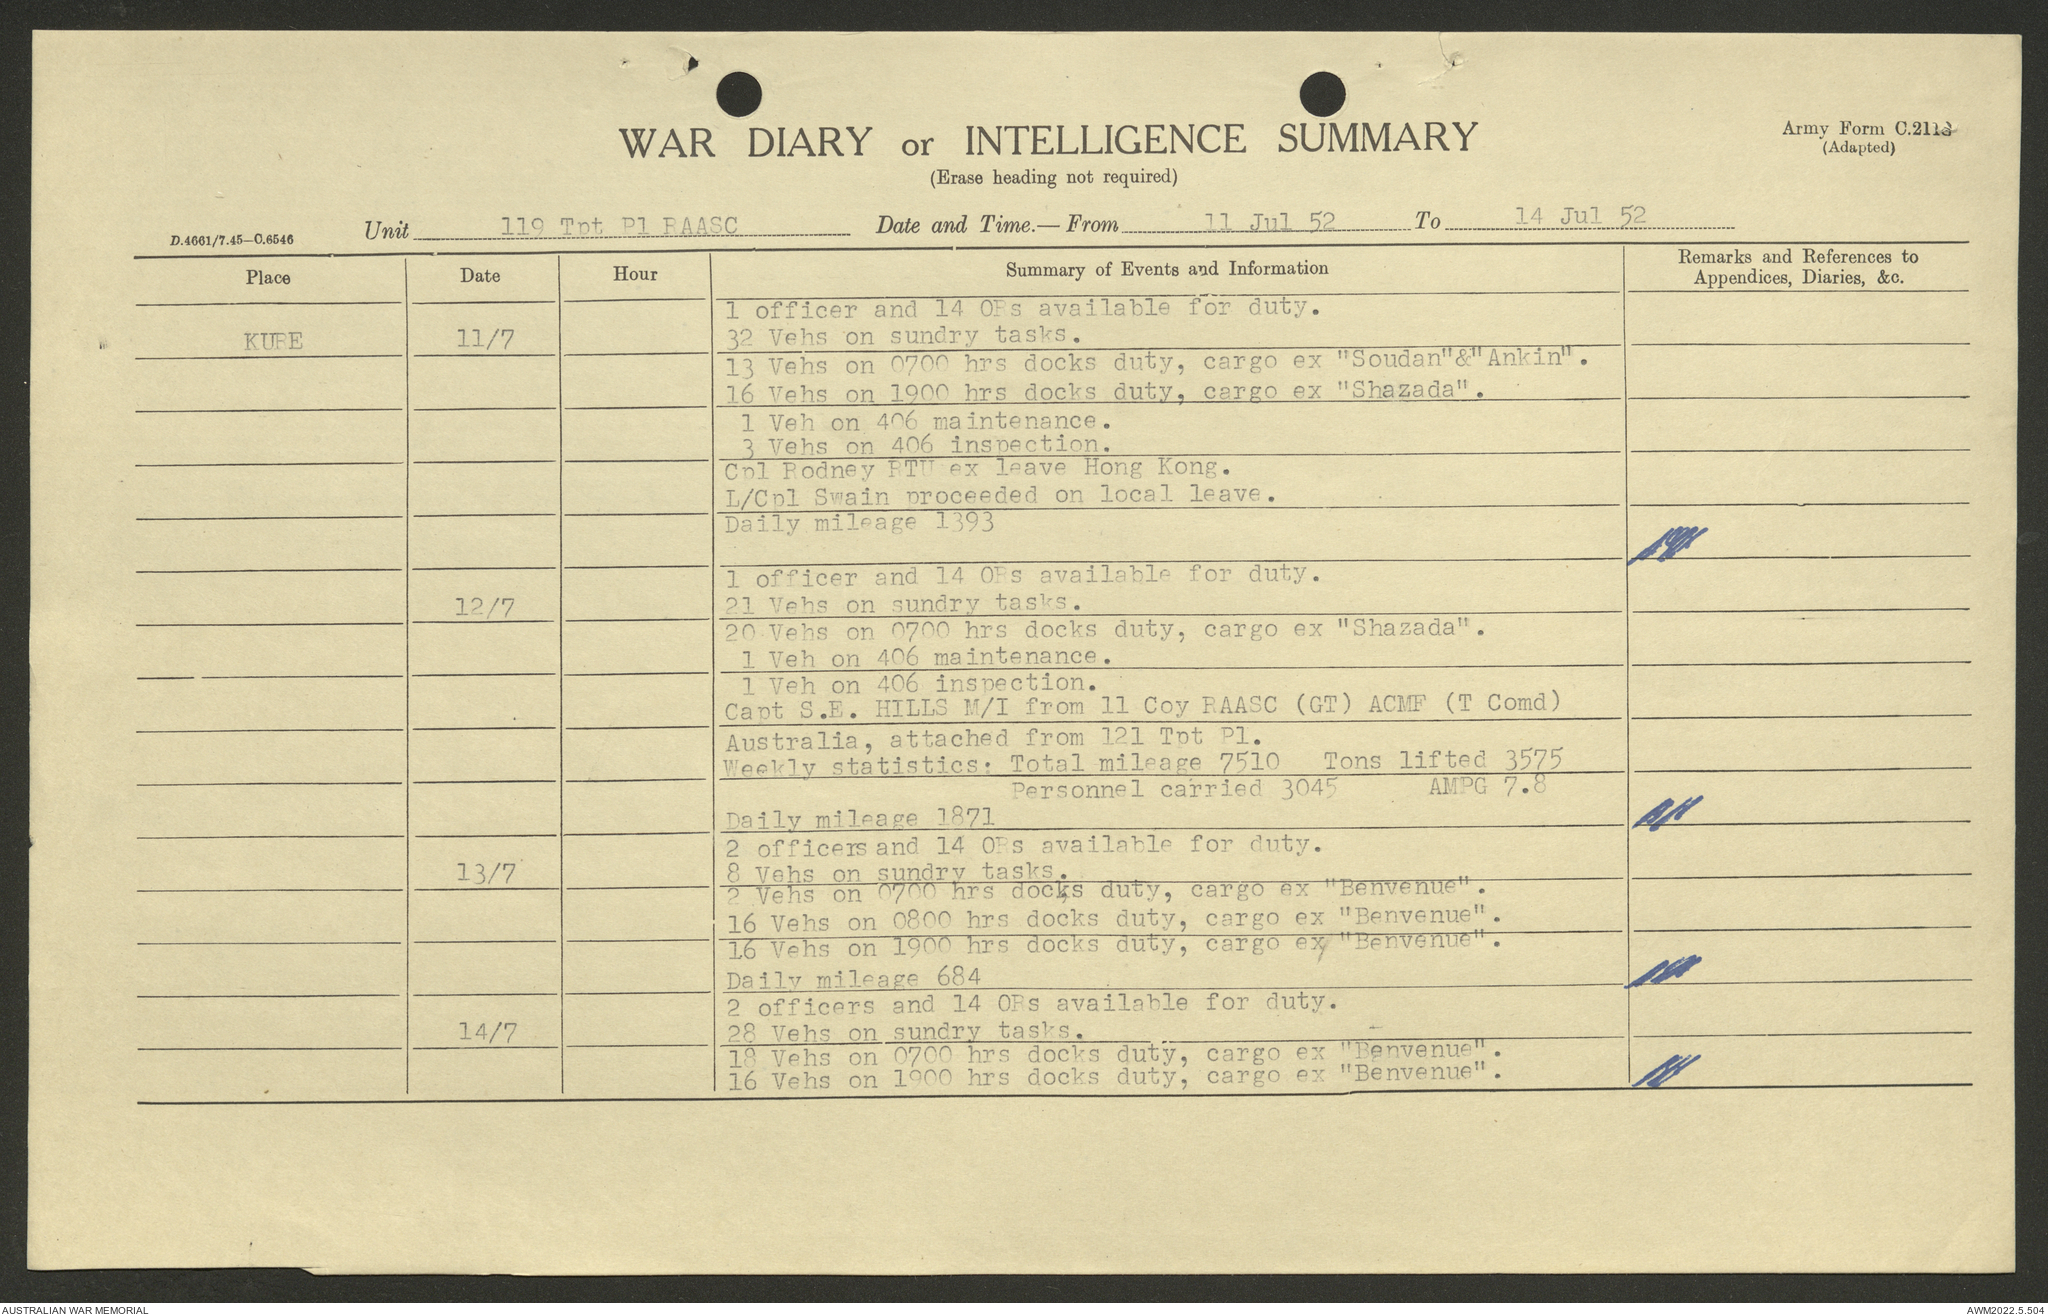 WAR DIARY or INTELLIGENCE SUMMARY
(Erase heading not required)
Army Form C.2118
(Adapted)
D.4661/7.45—C.6546
Unit 119 Tpt Pl RAASC Date and Time.— From 11 Jul 52 To 14 Jul 52
Place Date Hour Summary of Events and Information Remarks and References to Appendices, Diaries, &c.
1 officer and 14 ORs available for duty.
KURE 11/7 32 Vehs on sundry tasks.
13 Vehs on 0700 hrs docks duty, cargo ex "Soudan"&"Ankin".
16 Vehs on 1900 hrs docks duty, cargo ex "Shazada".
1 Veh on 406 maintenance.
3 Vehs on 406 inspection.
Cpl Rodney RTU ex leave Hong Kong.
L/Cpl Swain proceeded on local leave.
Daily mileage 1393
1 officer and 14 ORs available for duty.
12/7 21 Vehs on sundry tasks.
20 Vehs on 0700 hrs docks duty, cargo ex "Shazada".
1 Veh on 406 maintenance.
1 Veh on 406 inspection.
Capt S.E. HILLS M/I from 11 Coy RAASC (GT) ACMF (T Comd)
Australia, attached from 121 Tpt Pl.
Weekly statistics: Total mileage 7510 Tons lifted 3575
Personnel carried 3045 AMPG 7.8
Daily mileage 1871
2 officers and 14 ORs available for duty.
13/7 8 Vehs on sundry tasks.
2 Vehs on 0700 hrs docks duty, cargo ex "Benvenue".
16 Vehs on 0800 hrs docks duty, cargo ex "Benvenue".
16 Vehs on 1900 hrs docks duty, cargo ex "Benvenue".
Daily mileage 684
2 officers and 14 ORs available for duty.
14/7 28 Vehs on sundry tasks.
18 Vehs on 0700 hrs docks duty, cargo ex "Benvenue".
16 Vehs on 1900 hrs docks duty, cargo ex "Benvenue".
AUSTRALIAN WAR MEMORIAL
AWM2022.5.504